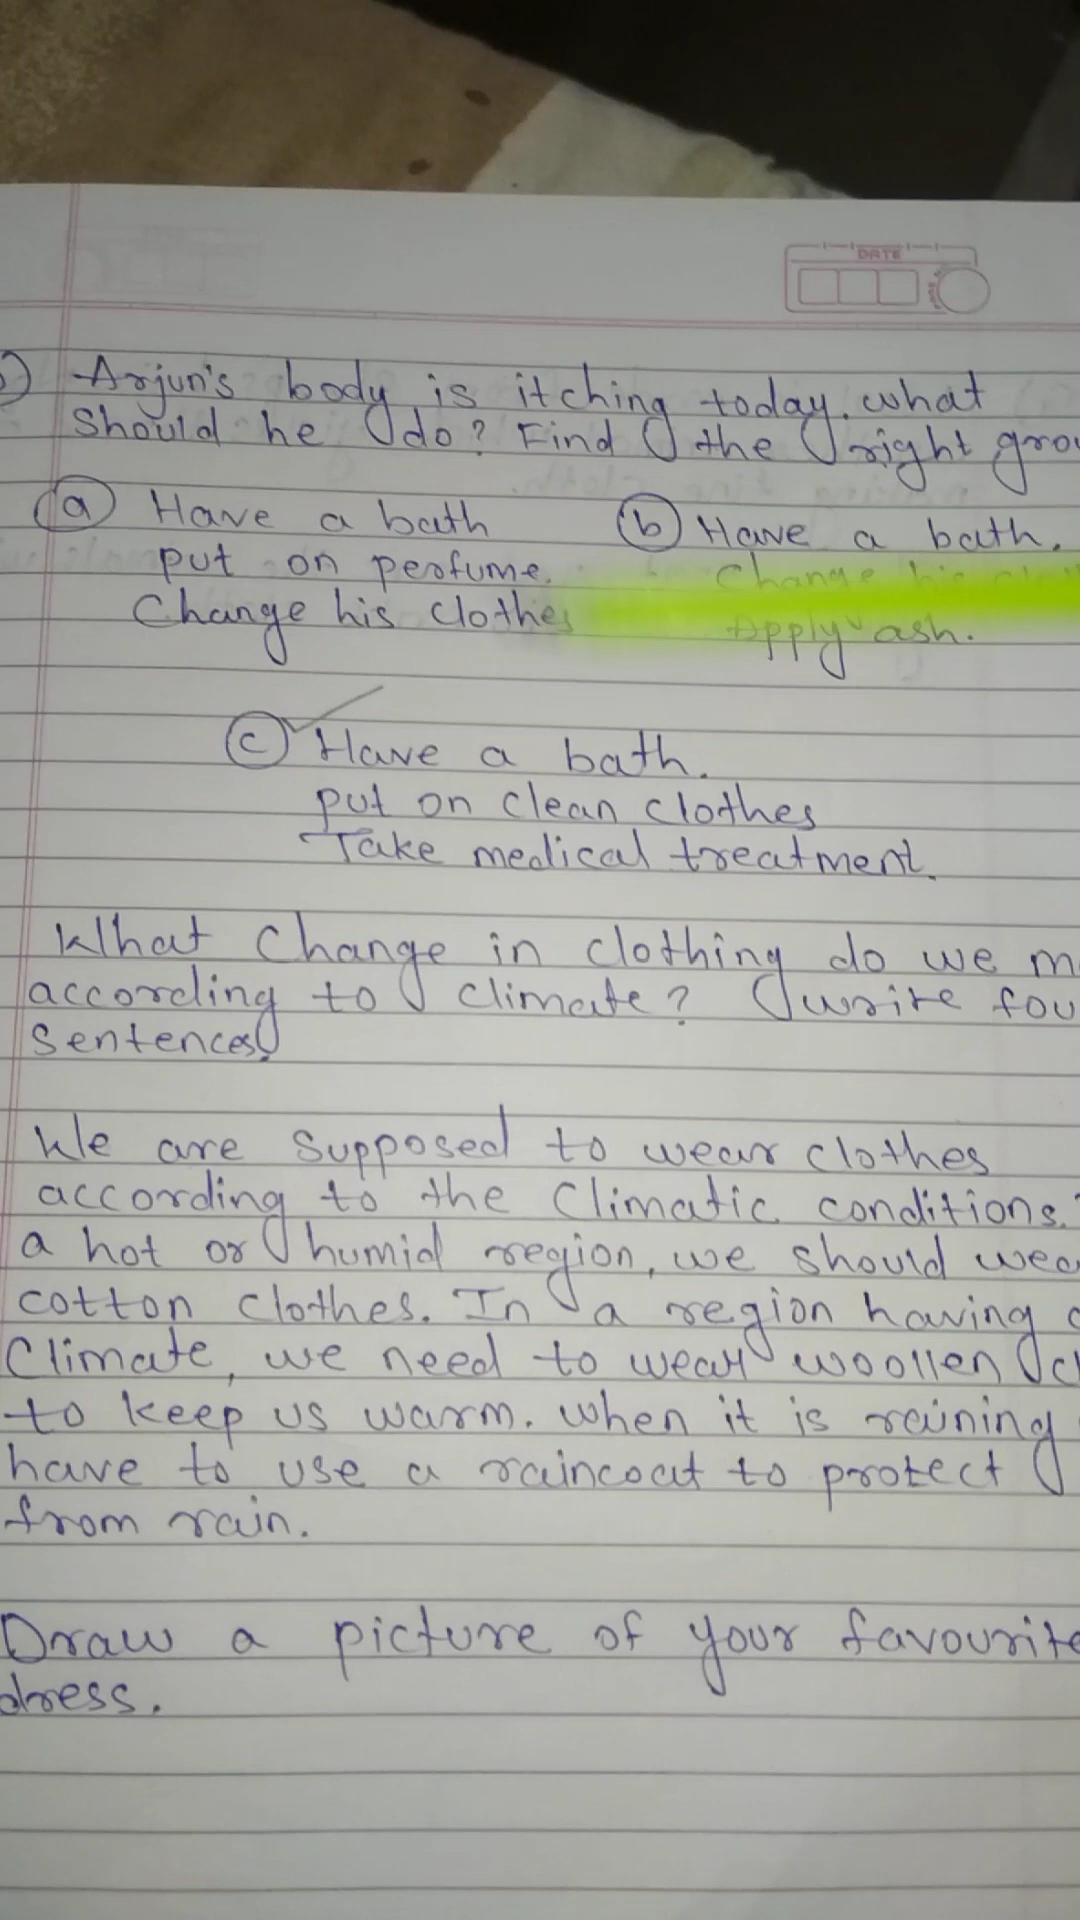 DATE
Arjun's body is itching today. what
should he do? Find the right
(a) Have a bath
put on perfume.
Change his clothes
(b) Have a bath.
Change his
Apply ash.
(c) Have a bath.
put on clean clothes
Take medical treatment.
What change in clothing do we
according to climate? write
sentences.
We are supposed to wear clothes
according to the climatic conditions.
a hot or humid region, we should
cotton clothes. In a region having
climate, we need to wear woollen
to keep us warm. when it is raining
have to use a raincoat to protect
from rain.
Draw a picture of your favourite
dress.